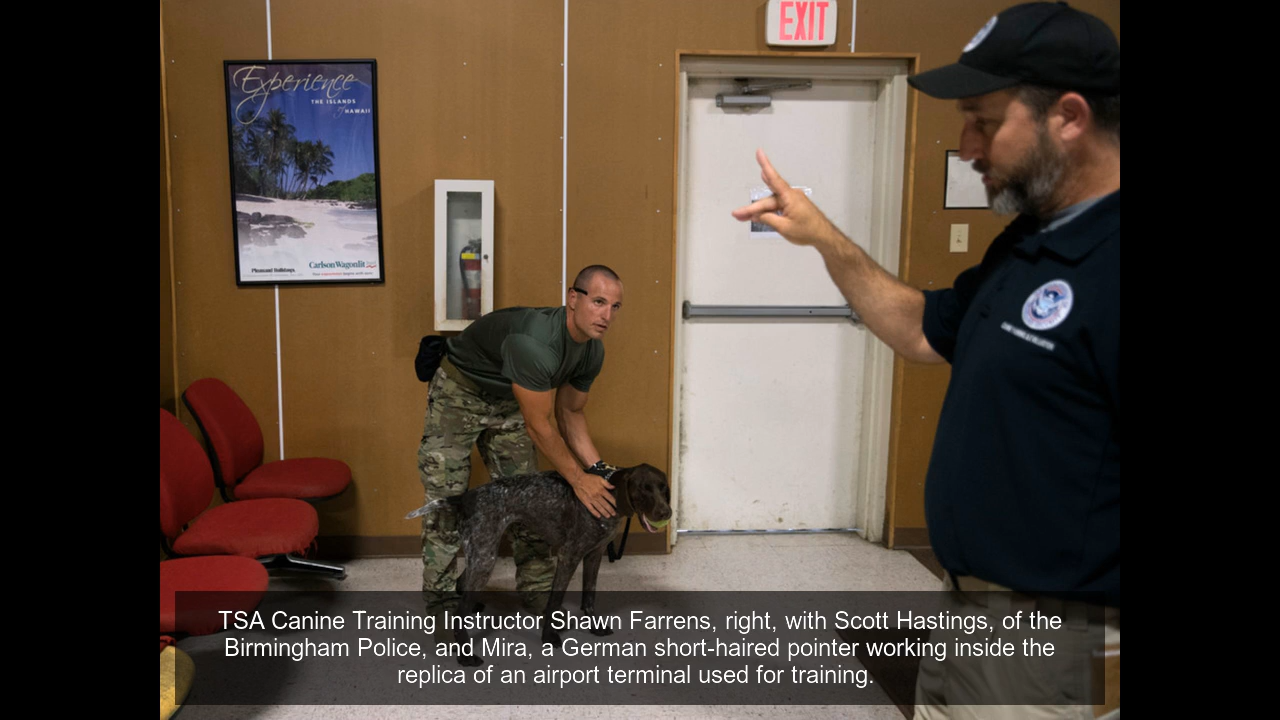 EXIT
Experience
THE ISLANDS
of HAWAII
Pleasant Holidays
CarlsonWagonlit
TSA Canine Training Instructor Shawn Farrens, right, with Scott Hastings, of the
Birmingham Police, and Mira, a German short-haired pointer working inside the
replica of an airport terminal used for training.